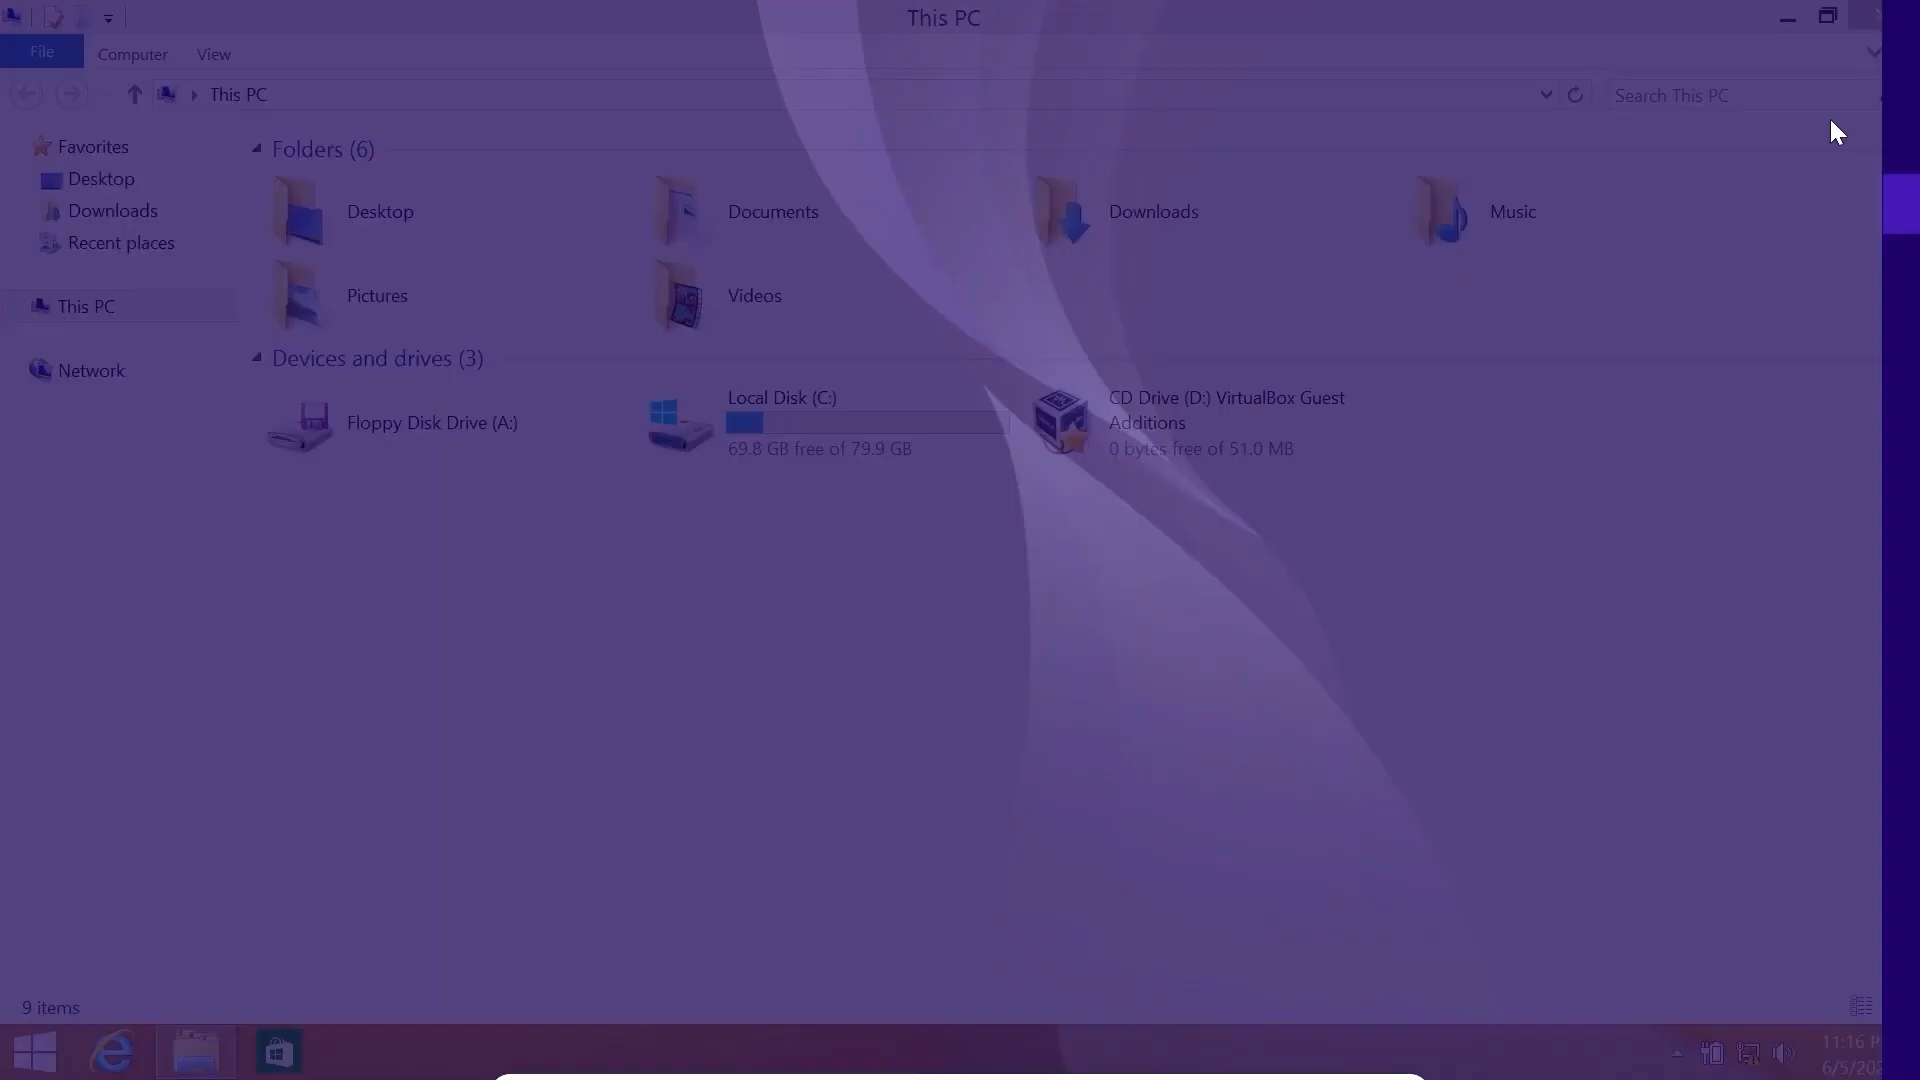 This PC
File
Computer
View
This PC
Search This PC
Favorites
Desktop
Downloads
Recent places
This PC
Network
Folders (6)
Desktop
Documents
Downloads
Music
Pictures
Videos
Devices and drives (3)
Floppy Disk Drive (A:)
Local Disk (C:)
69.8 GB free of 79.9 GB
CD Drive (D:) VirtualBox Guest
Additions
0 bytes free of 51.0 MB
9 items
11:16 P
6/5/202